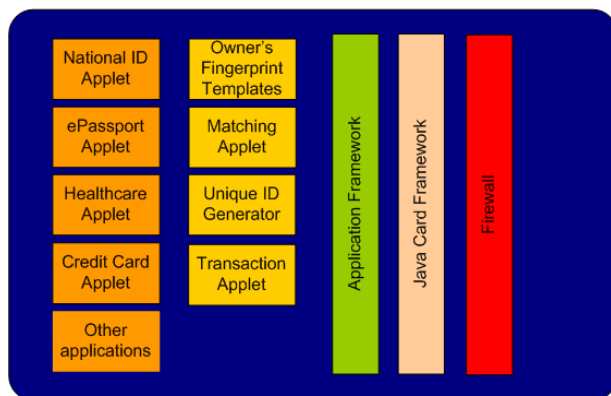 National ID
Applet
ePassport
Applet
Healthcare
Applet
Credit Card
Applet
Other
applications
Owner's
Fingerprint
Templates
Matching
Applet
Unique ID
Generator
Transaction
Applet
Application Framework
Java Card Framework
Firewall